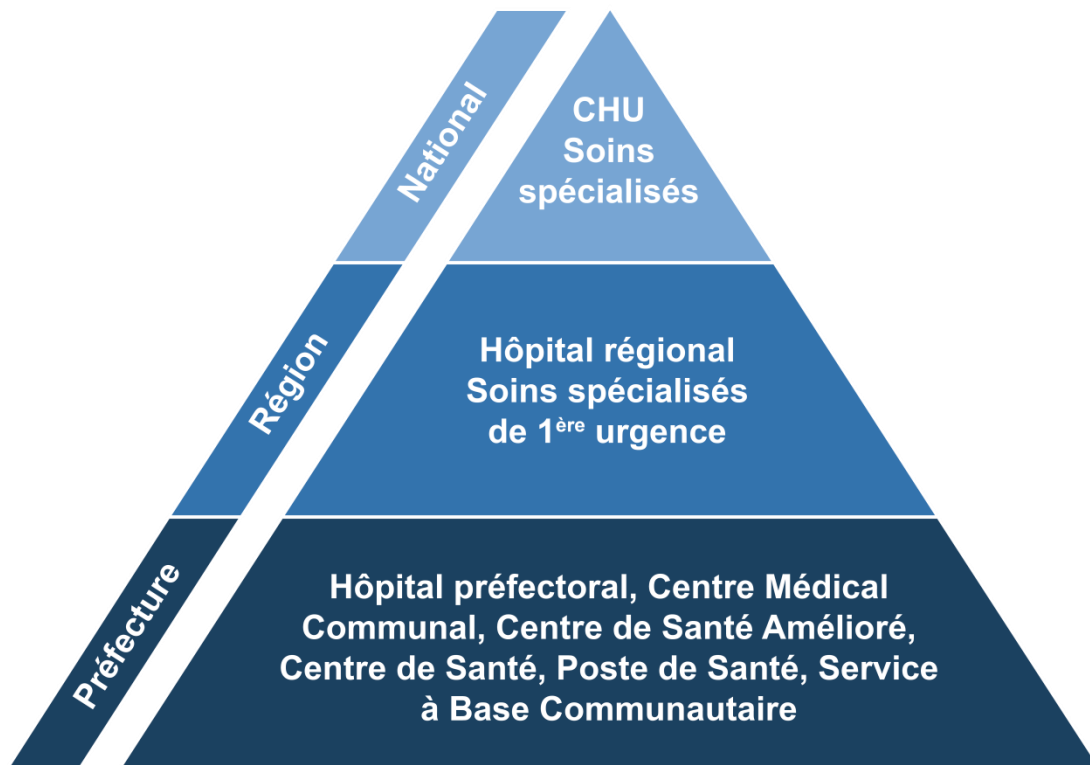 National
CHU
Soins
spécialisés
Région
Hôpital régional
Soins spécialisés
de 1ère urgence
Préfecture
Hôpital préfectoral, Centre Médical
Communal, Centre de Santé Amélioré,
Centre de Santé, Poste de Santé, Service
à Base Communautaire